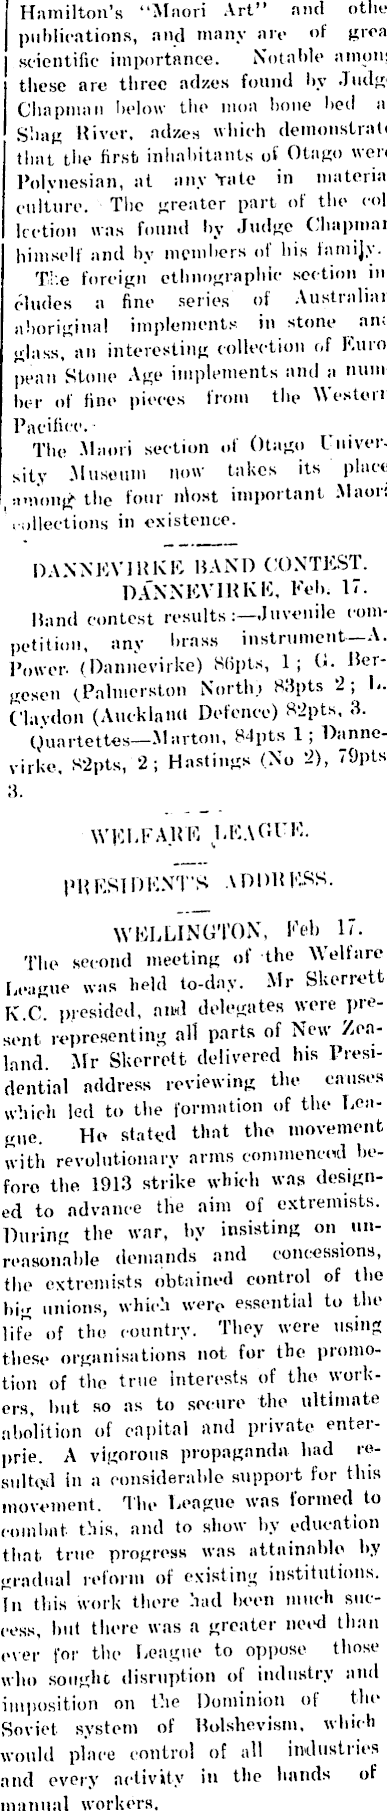 Hamilton's "Maori Art" and othe
publications, and many are of grea
scientific importance. Notable among
these are three adzes found by Judg
Chapman below the moa bone bed a
Shag River, adzes which demonstrate
that the first inhabitants of Otago were
Polynesian, at any rate in materia
culture. The greater part of the col
lection was found by Judge Chapman
himself and by members of his family.
The foreign ethnographic section in
cludes a fine series of Australian
aboriginal implements in stone and
glass, an interesting collection of Euro
pean Stone Age implements and a num
ber of fine pieces from the Western
Pacifice.
The Maori section of Otago Univer-
sity Museum now takes its place
among the four most important Maori
collections in existence.
DANNEVIRKE BAND CONTEST.
DANNEVIRKE, Feb. 17.
Band contest results:—Juvenile com-
petition, any brass instrument—A.
Power. (Dannevirke) 86pts, 1; G. Ber-
gesen (Palmerston North) 83pts 2; L.
Claydon (Auckland Defence) 82pts, 3.
Quartettes—Marton, 84pts 1; Danne-
virke, 82pts, 2; Hastings (No 2), 79pts
3.
WELFARE LEAGUE.
PRESIDENT'S ADDRESS.
WELLINGTON, Feb 17.
The second meeting of the Welfare
League was held to-day. Mr Skerrett
K.C. presided, and delegates were pre-
sent representing all parts of New Zea-
land. Mr Skerrett delivered his Presi-
dential address reviewing the causes
which led to the formation of the Lea-
gue. He stated that the movement
with revolutionary arms commenced be-
fore the 1913 strike which was design-
ed to advance the aim of extremists.
During the war, by insisting on un-
reasonable demands and concessions,
the extremists obtained control of the
big unions, which were essential to the
life of the country. They were using
these organisations not for the promo-
tion of the true interests of the work-
ers, but so as to secure the ultimate
abolition of capital and private enter-
prie. A vigorous propaganda had re-
sulted in a considerable support for this
movement. The League was formed to
combat this, and to show by education
that true progress was attainable by
gradual reform of existing institutions.
In this work there had been much suc-
cess, but there was a greater need than
ever for the League to oppose those
who sought disruption of industry and
imposition on the Dominion of the
Soviet system of Bolshevism, which
would place control of all industries
and every activity in the hands of
manual workers.